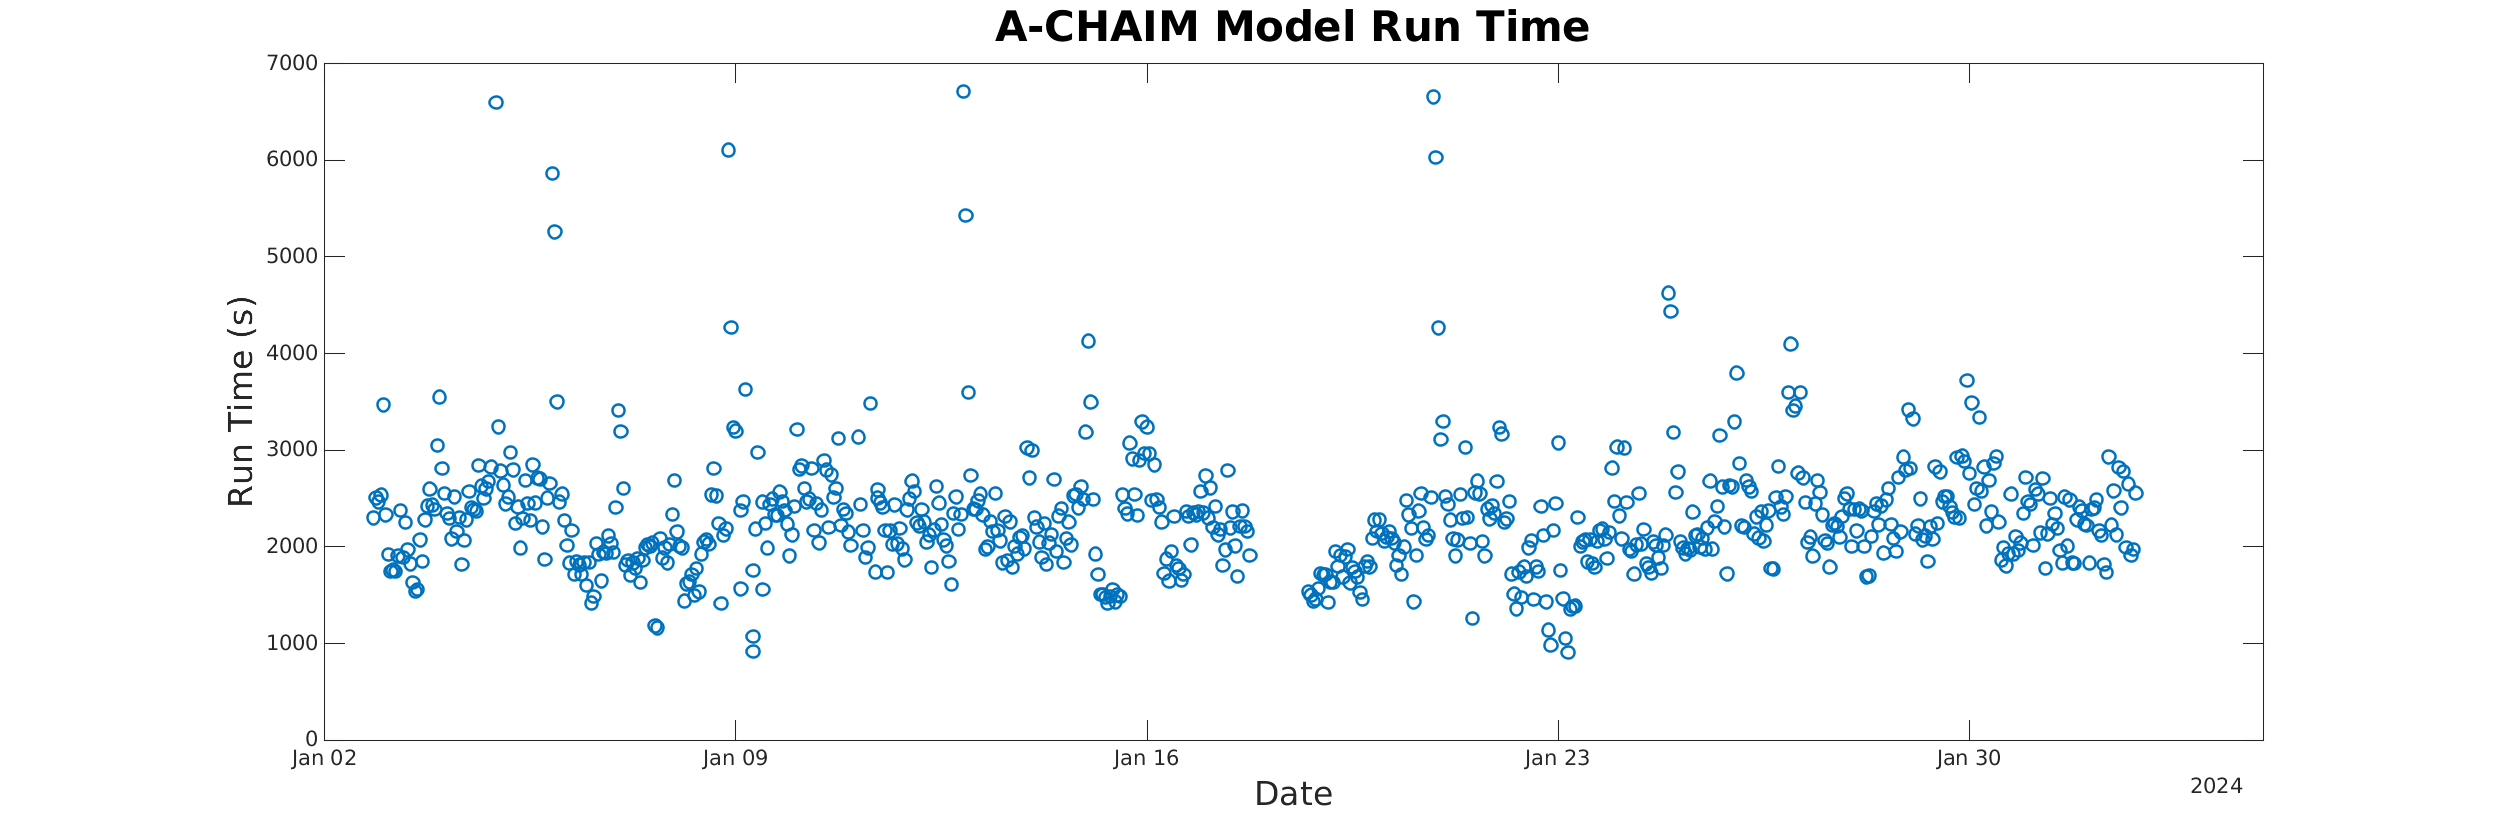 A-CHAIM Model Run Time
7000
6000
5000
4000
3000
2000
1000
0
Run Time (s)
Jan 02 Jan 09 Jan 16 Jan 23 Jan 30
2024
Date